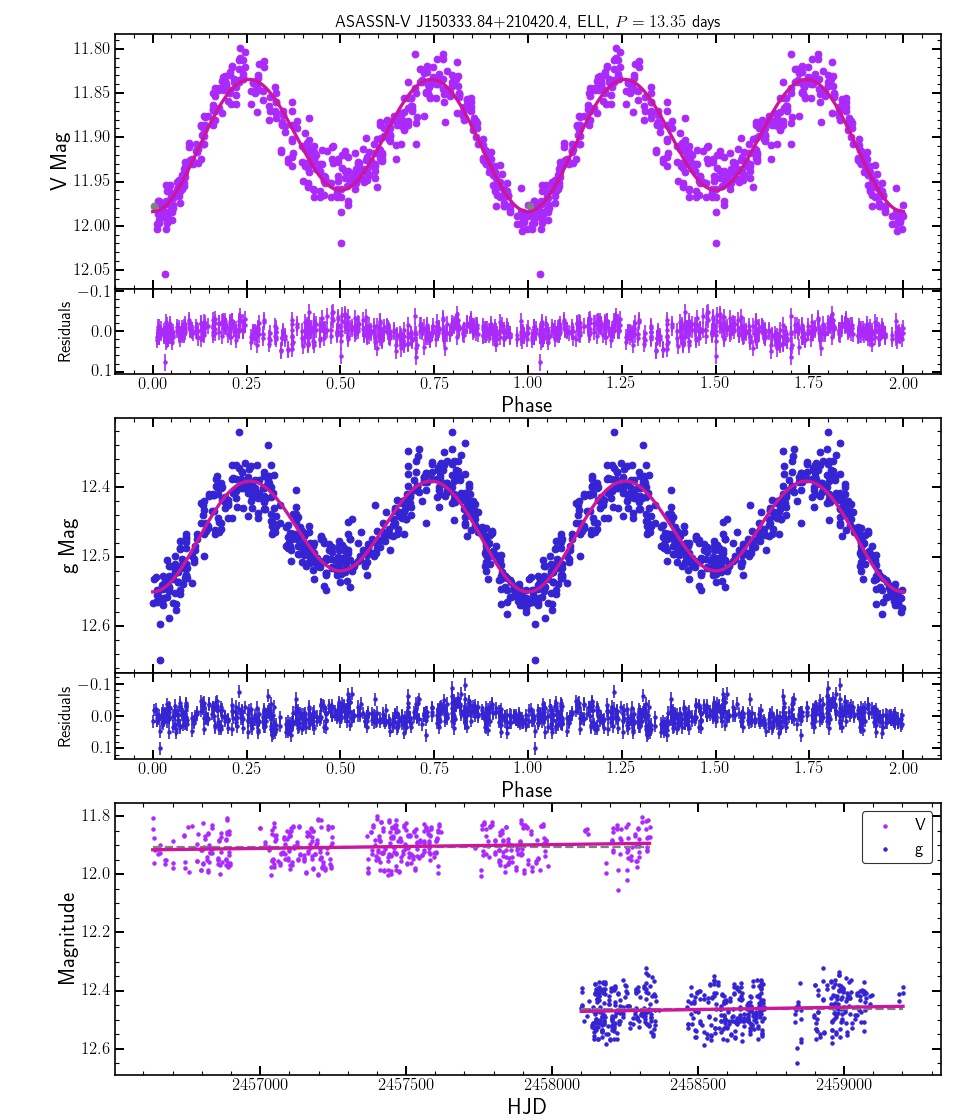 ASASSN-V J150333.84+210420.4, ELL, P = 13.35 days
11.80
11.85
11.90
11.95
12.00
12.05
V Mag
−0.1
0.0
0.1
Residuals
0.00 0.25 0.50 0.75 1.00 1.25 1.50 1.75 2.00
Phase
12.4
12.5
12.6
g Mag
−0.1
0.0
0.1
Residuals
0.00 0.25 0.50 0.75 1.00 1.25 1.50 1.75 2.00
Phase
11.8
12.0
12.2
12.4
12.6
Magnitude
V
g
2457000 2457500 2458000 2458500 2459000
HJD